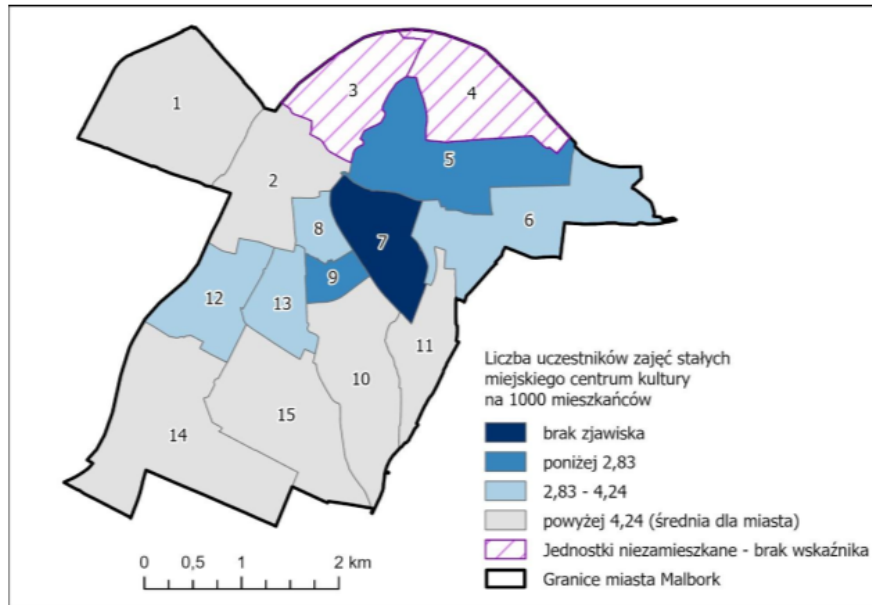 1
3
4
2
5
6
8
7
9
12
13
11
10
14
15
Liczba uczestników zajęć stałych
miejskiego centrum kultury
na 1000 mieszkańców
brak zjawiska
poniżej 2,83
2,83 - 4,24
powyżej 4,24 (średnia dla miasta)
Jednostki niezamieszkane - brak wskaźnika
Granice miasta Malbork
0 0,5 1 2 km